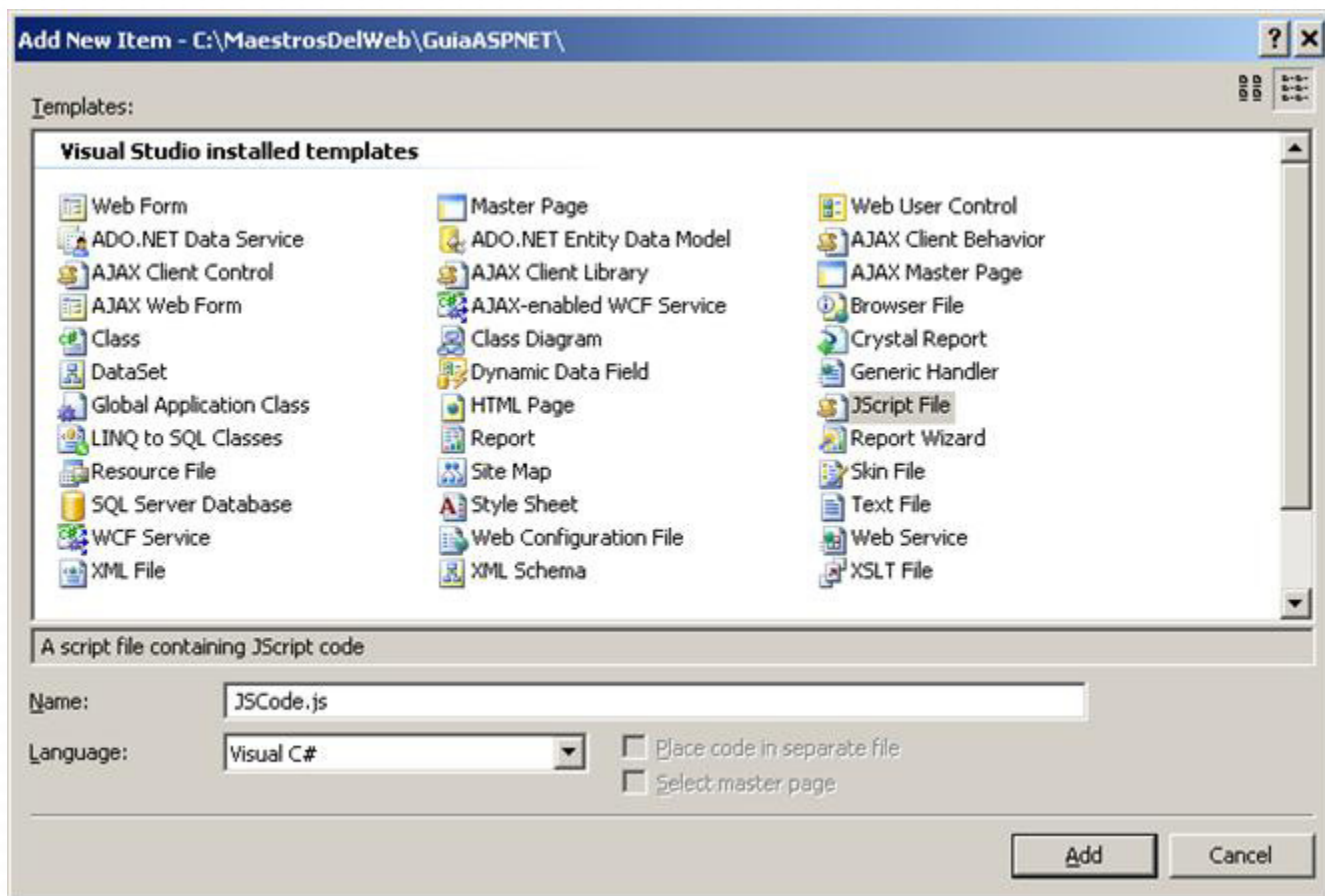 Add New Item - C:\MaestrosDelWeb\GuiaASPNET\
Templates:
Visual Studio installed templates
Web Form Master Page Web User Control
ADO.NET Data Service ADO.NET Entity Data Model AJAX Client Behavior
AJAX Client Control AJAX Client Library AJAX Master Page
AJAX Web Form AJAX-enabled WCF Service Browser File
Class Class Diagram Crystal Report
DataSet Dynamic Data Field Generic Handler
Global Application Class HTML Page JScript File
LINQ to SQL Classes Report Report Wizard
Resource File Site Map Skin File
SQL Server Database Style Sheet Text File
WCF Service Web Configuration File Web Service
XML File XML Schema XSLT File
A script file containing JScript code
Name: JSCode.js
Language: Visual C# Place code in separate file
Select master page
Add Cancel